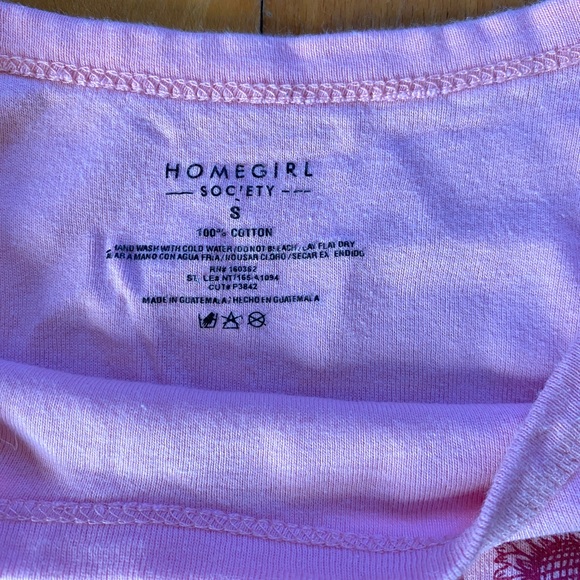 HOMEGIRL
SOCIETY
S
100% COTTON
HAND WASH WITH COLD WATER / DO NOT BLEACH / LAY FLAT DRY
A MANO CON AGUA FRIA / NO USAR CLORO / SECAR EXTENDIDO
RN# 160362
CUT# P3842
MADE IN GUATEMALA / HECHO EN GUATEMALA